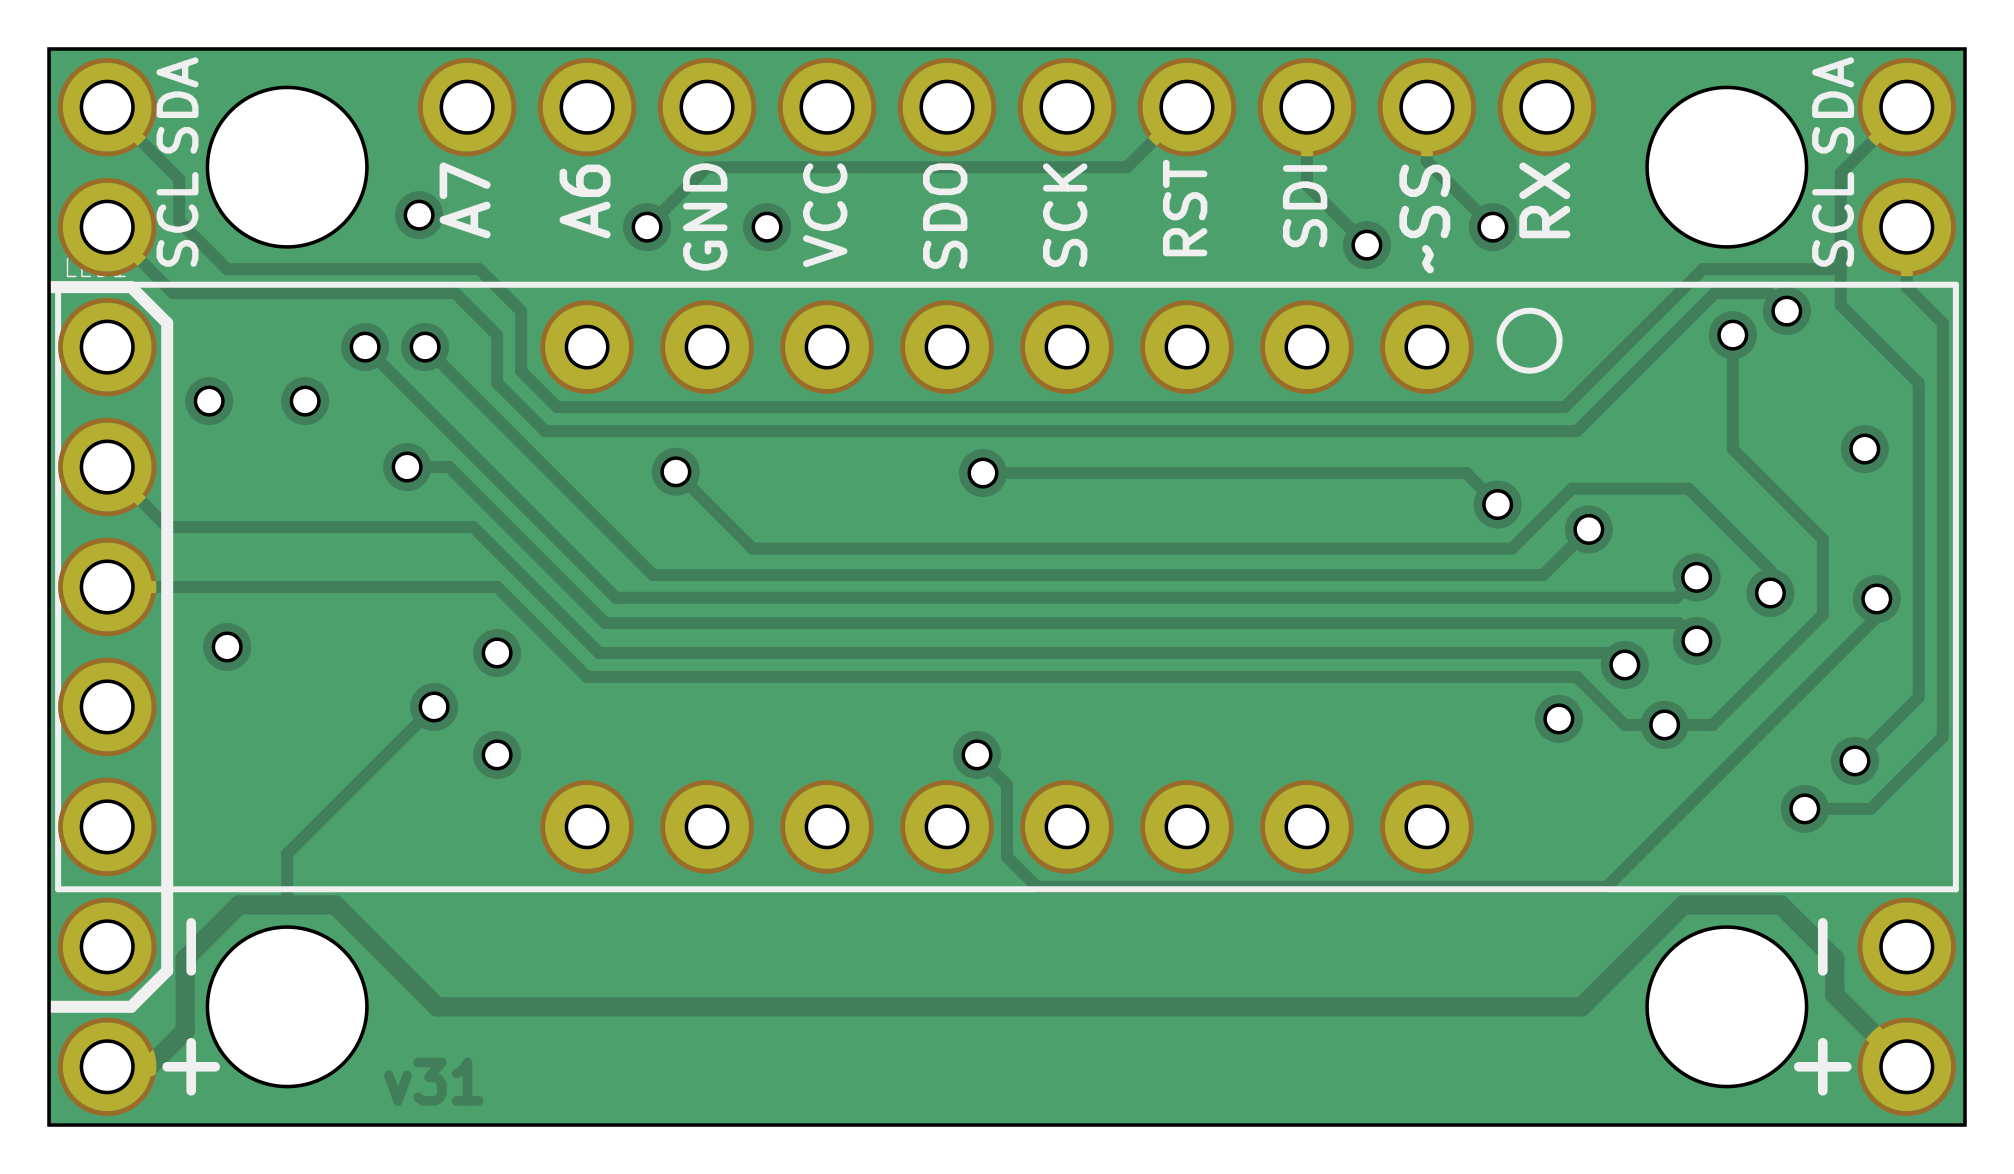 SDA
SCL
A7
A6
GND
VCC
SDO
SCK
RST
SDI
~SS
RX
SDA
SCL
−
+
−
+
v31